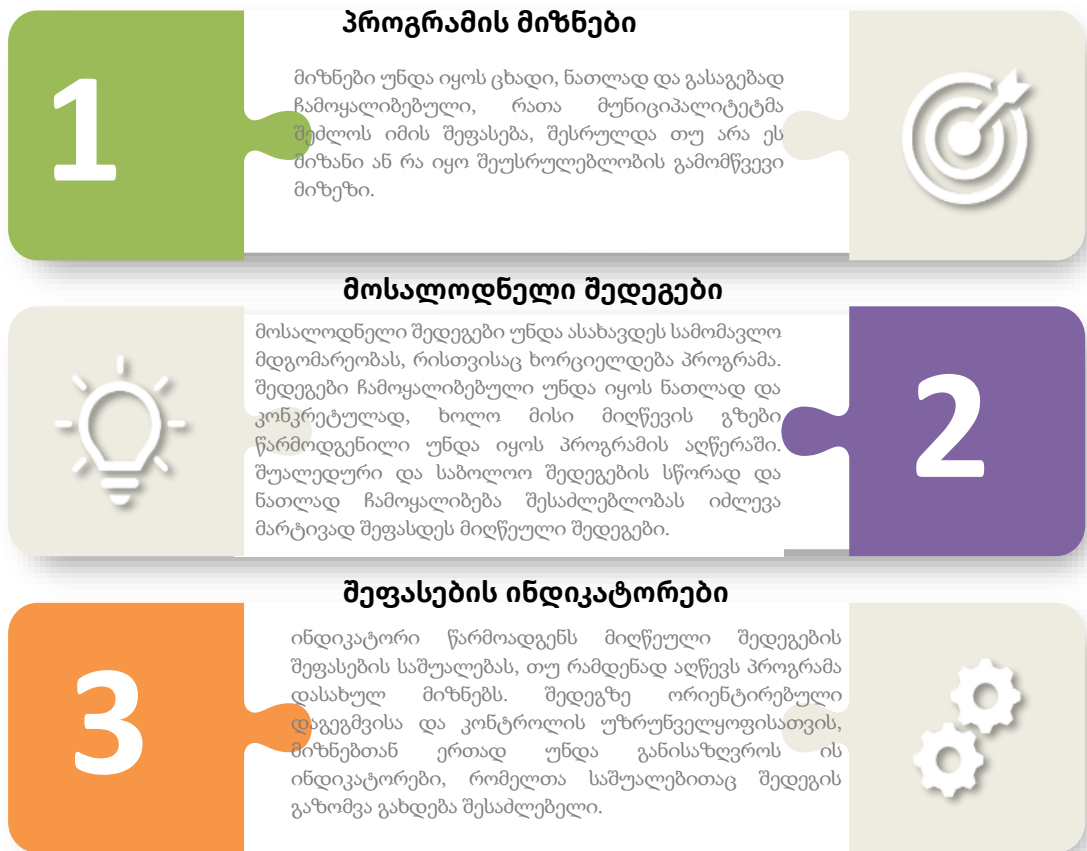 პროგრამის მიზნები
1
მიზნები უნდა იყოს ცხადი, ნათლად და გასაგებად
ჩამოყალიბებული, რათა მუნიციპალიტეტმა
შეძლოს იმის შეფასება, შესრულდა თუ არა ეს
მიზანი ან რა იყო შეუსრულებლობის გამომწვევი
მიზეზი.
მოსალოდნელი შედეგები
მოსალოდნელი შედეგები უნდა ასახავდეს სამომავლო
მდგომარეობას, რისთვისაც ხორციელდება პროგრამა.
შედეგები ჩამოყალიბებული უნდა იყოს ნათლად და
კონკრეტულად, ხოლო მისი მიღწევის გზები
წარმოდგენილი უნდა იყოს პროგრამის აღწერაში.
შუალედური და საბოლოო შედეგების სწორად და
ნათლად ჩამოყალიბება შესაძლებლობას იძლევა
მარტივად შეფასდეს მიღწეული შედეგები.
2
შეფასების ინდიკატორები
3
ინდიკატორი წარმოადგენს მიღწეული შედეგების
შეფასების საშუალებას, თუ რამდენად აღწევს პროგრამა
დასახულ მიზნებს. შედეგზე ორიენტირებული
დაგეგმვისა და კონტროლის უზრუნველყოფისათვის,
მიზნებთან ერთად უნდა განისაზღვროს ის
ინდიკატორები, რომელთა საშუალებითაც შედეგის
გაზომვა გახდება შესაძლებელი.